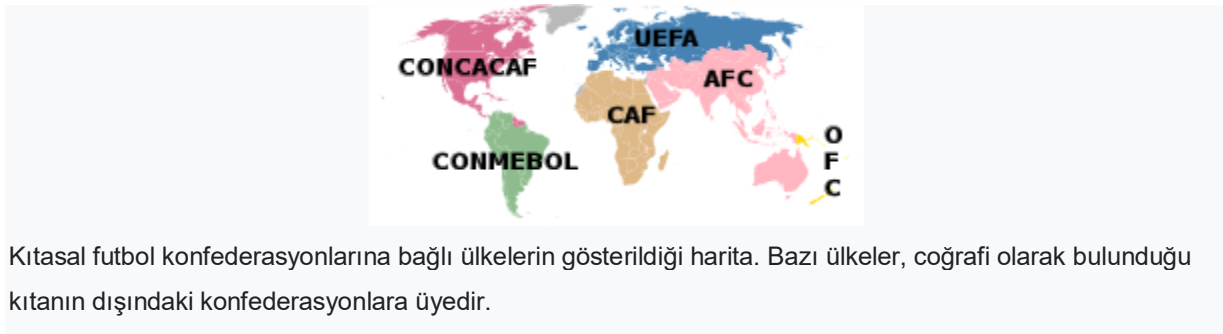 UEFA
CONCACAF
AFC
CAF
CONMEBOL
O
F
C
Kıtasal futbol konfederasyonlarına bağlı ülkelerin gösterildiği harita. Bazı ülkeler, coğrafi olarak bulunduğu
kıtanın dışındaki konfederasyonlara üyedir.